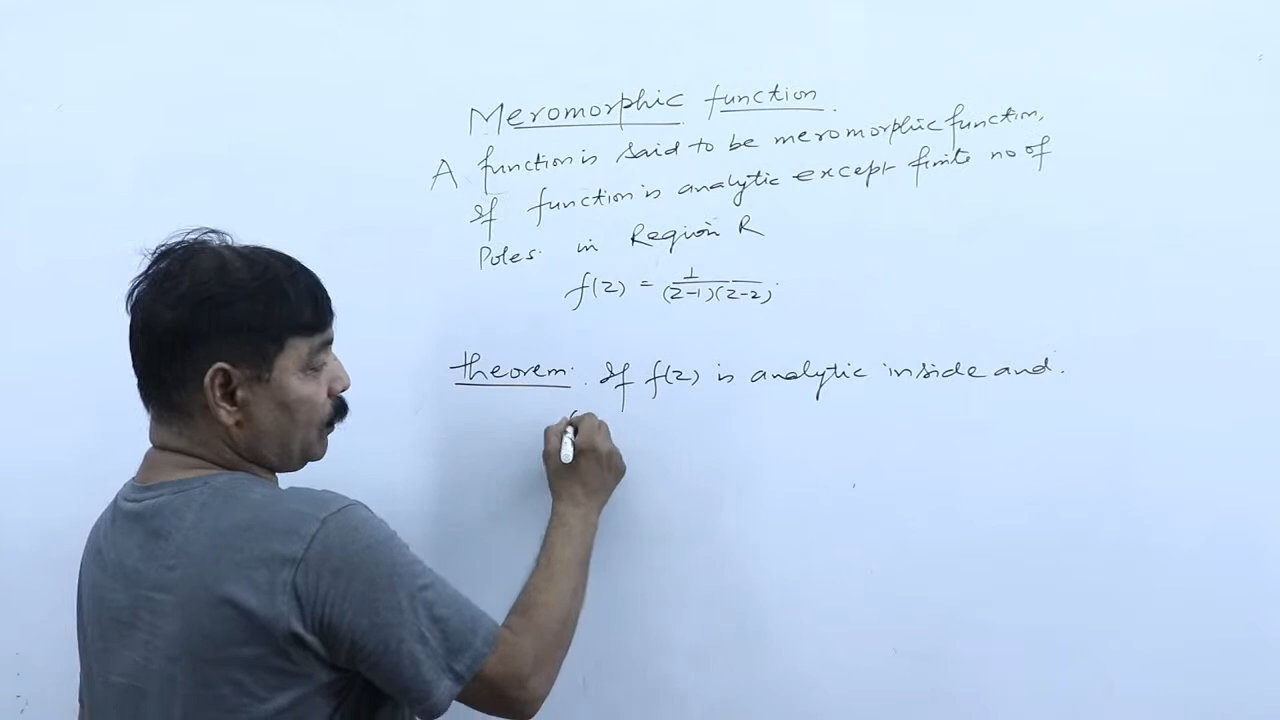 Meromorphic function.
A function is said to be meromorphic function,
If function is analytic except finite no of
Poles. in Region R
f(z) = 1/(z-1)(z-2).
theorem. If f(z) is analytic inside and.